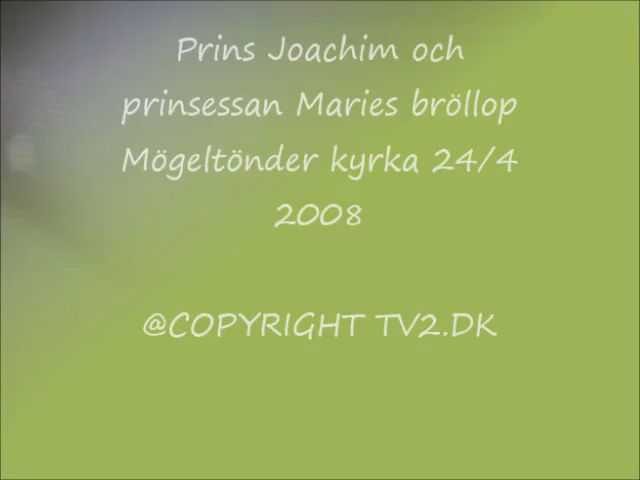 Prins Joachim och
prinsessan Maries bröllop
Mögeltönder kyrka 24/4
2008
@COPYRIGHT TV2.DK